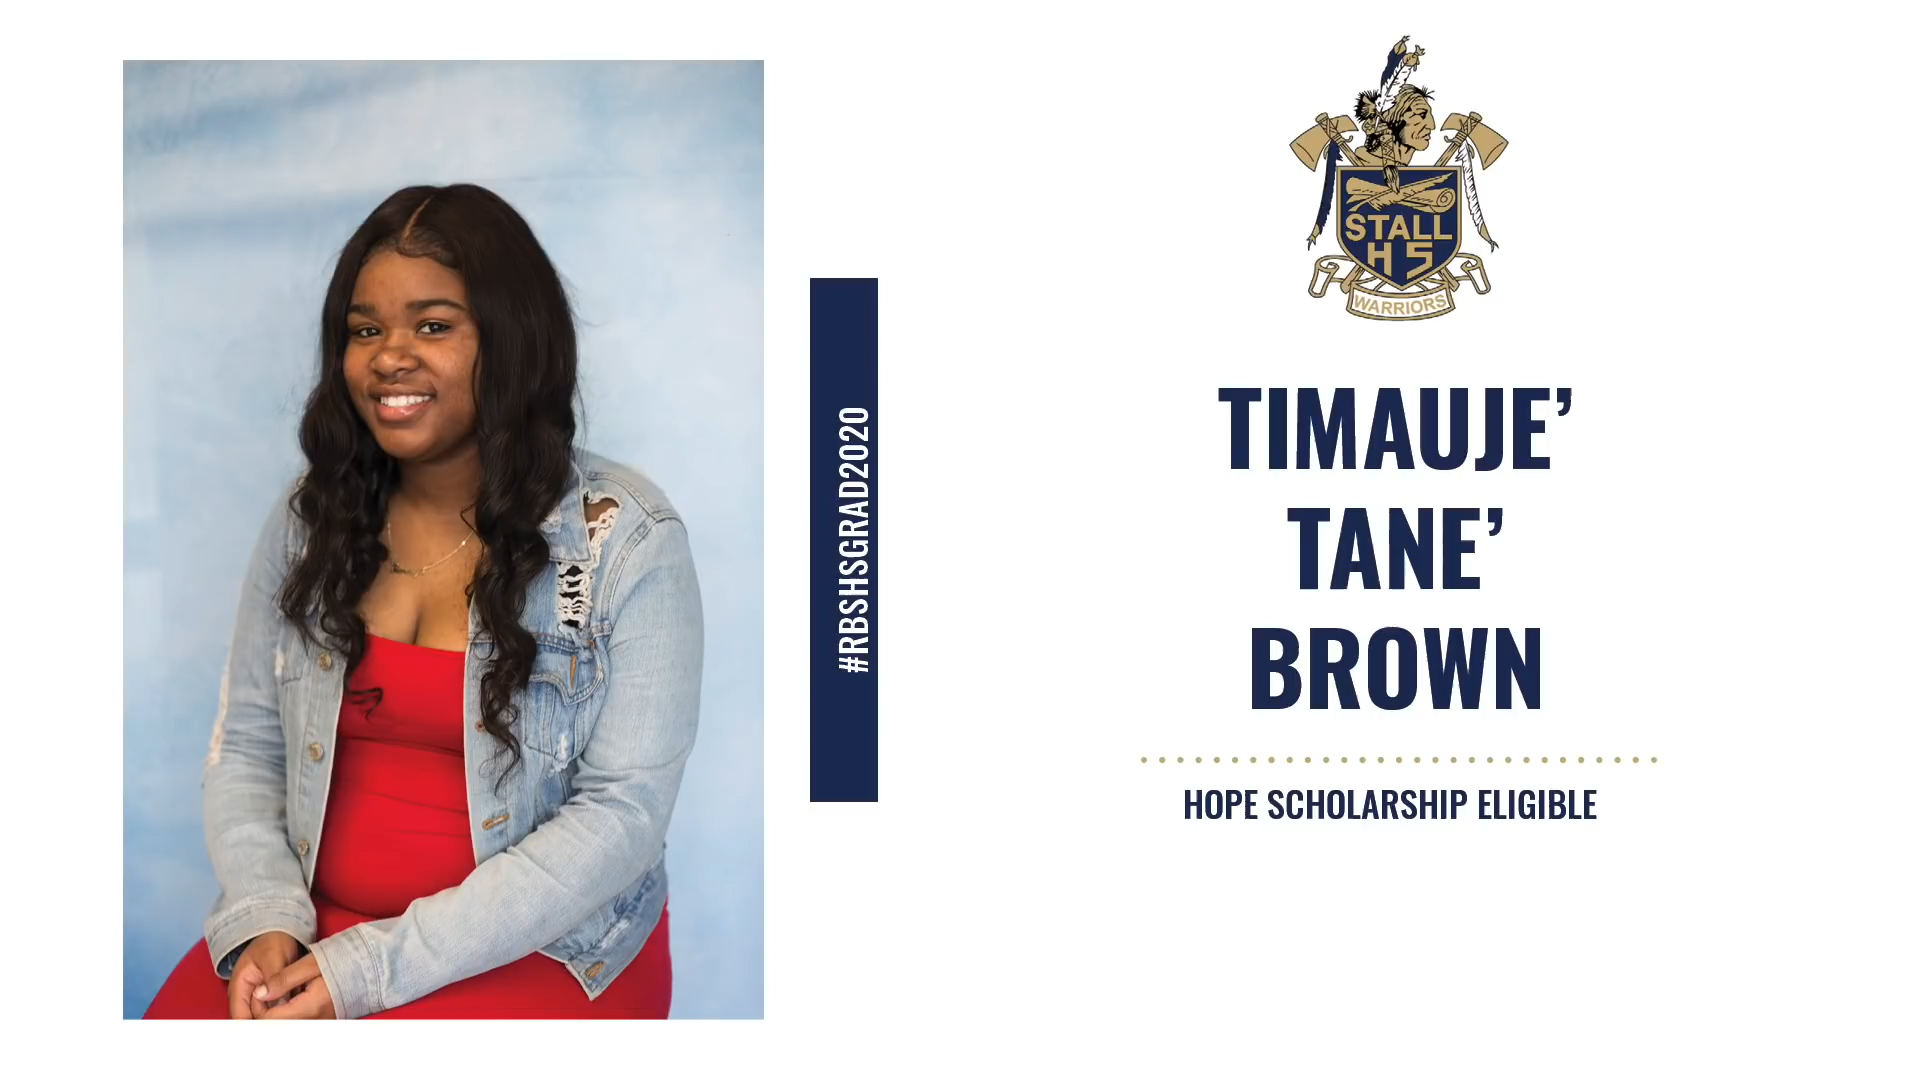 STALL
HS
WARRIORS
#RBSHSGRAD2020
TIMAUJE’
TANE’
BROWN
HOPE SCHOLARSHIP ELIGIBLE